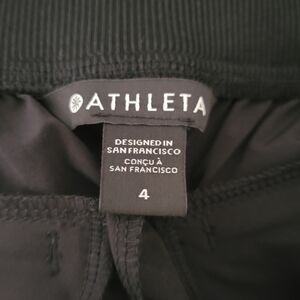 ATHLETA
DESIGNED IN
SAN FRANCISCO
CONÇU À
SAN FRANCISCO
4